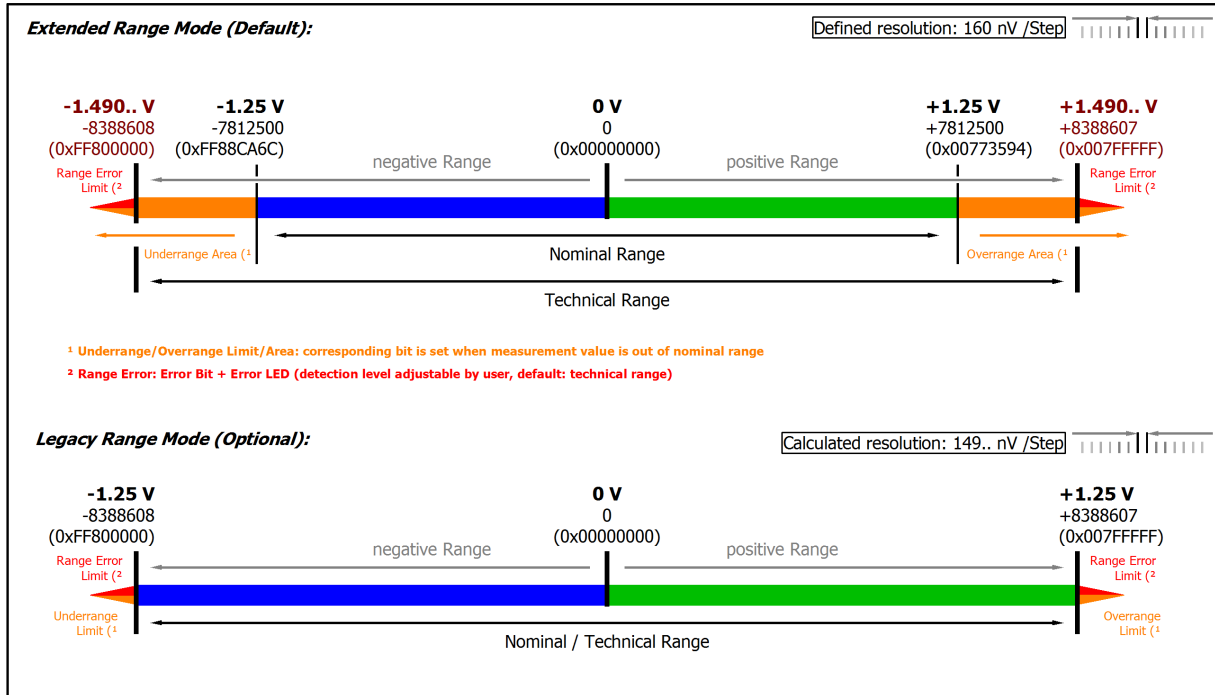 Extended Range Mode (Default):
Defined resolution: 160 nV /Step
-1.490.. V
-8388608
(0xFF800000)
-1.25 V
-7812500
(0xFF88CA6C)
0 V
0
(0x00000000)
+1.25 V
+7812500
(0x00773594)
+1.490.. V
+8388607
(0x007FFFFF)
negative Range
positive Range
Range Error
Limit (²
Range Error
Limit (²
Underrange Area (¹
Nominal Range
Overrange Area (¹
Technical Range
¹ Underrange/Overrange Limit/Area: corresponding bit is set when measurement value is out of nominal range
² Range Error: Error Bit + Error LED (detection level adjustable by user, default: technical range)
Legacy Range Mode (Optional):
Calculated resolution: 149.. nV /Step
-1.25 V
-8388608
(0xFF800000)
0 V
0
(0x00000000)
+1.25 V
+8388607
(0x007FFFFF)
negative Range
positive Range
Range Error
Limit (²
Range Error
Limit (²
Underrange
Limit (¹
Overrange
Limit (¹
Nominal / Technical Range